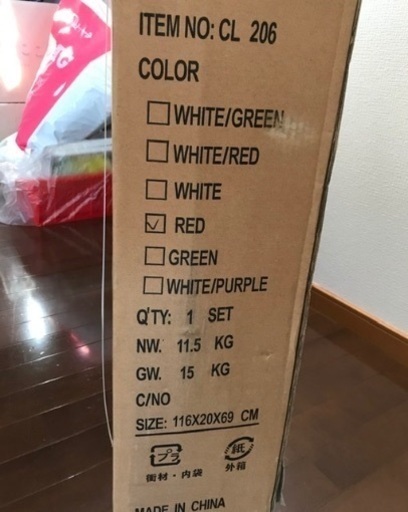 ITEM NO: CL 206
COLOR
WHITE/GREEN
WHITE/RED
WHITE
RED
GREEN
WHITE/PURPLE
Q'TY: 1 SET
NW. 11.5 KG
GW. 15 KG
C/NO
SIZE: 116X20X69 CM
プラ 紙
衝材・内袋 外箱
MADE IN CHINA